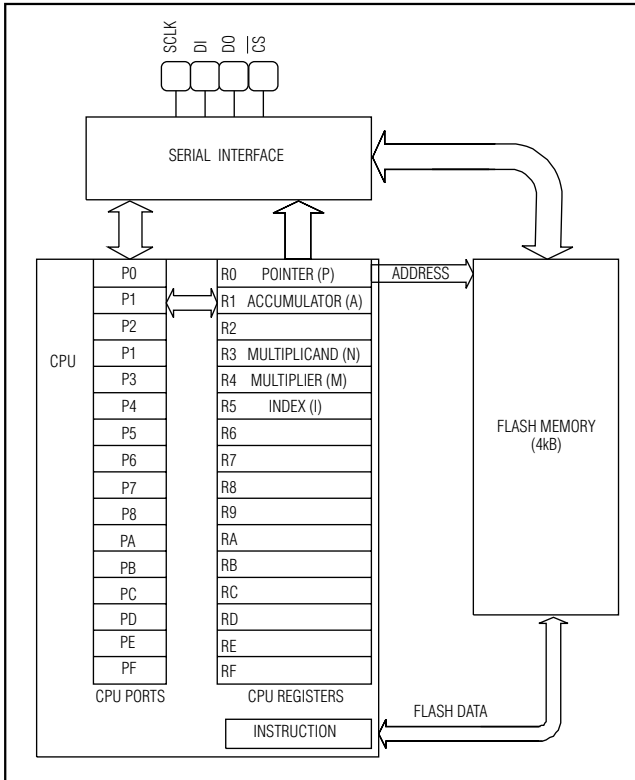 SCLK
DI
DO
CS
SERIAL INTERFACE
CPU
P0
P1
P2
P1
P3
P4
P5
P6
P7
P8
PA
PB
PC
PD
PE
PF
CPU PORTS
R0 POINTER (P)
R1 ACCUMULATOR (A)
R2
R3 MULTIPLICAND (N)
R4 MULTIPLIER (M)
R5 INDEX (I)
R6
R7
R8
R9
RA
RB
RC
RD
RE
RF
CPU REGISTERS
INSTRUCTION
ADDRESS
FLASH MEMORY
(4kB)
FLASH DATA